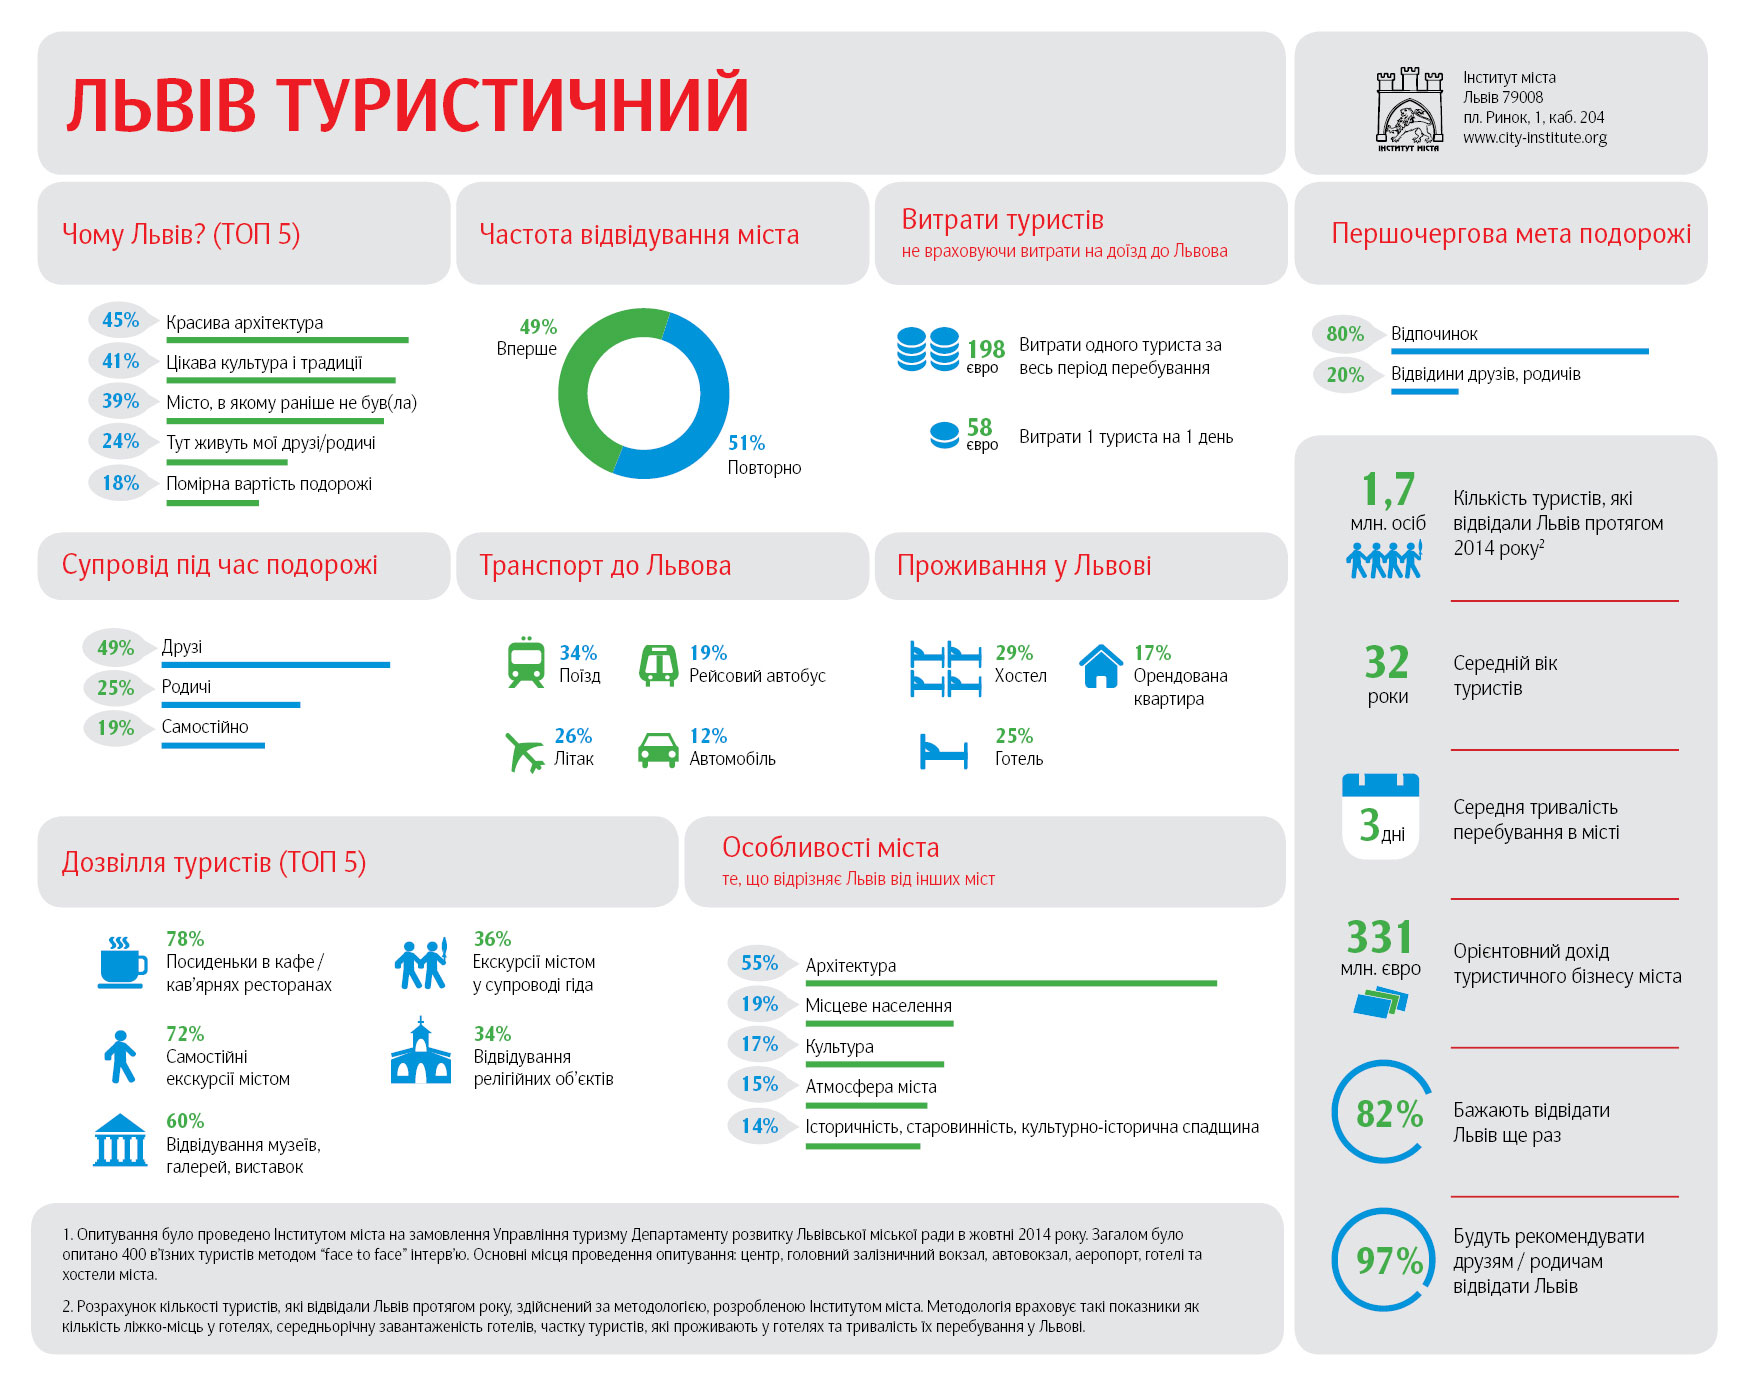 ЛЬВІВ ТУРИСТИЧНИЙ
ІНСТИТУТ МІСТА
Інститут міста
Львів 79008
пл. Ринок, 1, каб. 204
www.city-institute.org
Чому Львів? (ТОП 5)
45% Красива архітектура
41% Цікава культура і традиції
39% Місто, в якому раніше не був(ла)
24% Тут живуть мої друзі/родичі
18% Помірна вартість подорожі
Частота відвідування міста
49%
Вперше
51%
Повторно
Витрати туристів
не враховуючи витрати на доїзд до Львова
198
євро
Витрати одного туриста за
весь період перебування
58
євро
Витрати 1 туриста на 1 день
Першочергова мета подорожі
80% Відпочинок
20% Відвідини друзів, родичів
Супровід під час подорожі
49% Друзі
25% Родичі
19% Самостійно
Транспорт до Львова
34%
Поїзд
19%
Рейсовий автобус
26%
Літак
12%
Автомобіль
Проживання у Львові
29%
Хостел
17%
Орендована
квартира
25%
Готель
Дозвілля туристів (ТОП 5)
78%
Посиденьки в кафе /
кав'ярнях ресторанах
72%
Самостійні
екскурсії містом
60%
Відвідування музеїв,
галерей, виставок
36%
Екскурсії містом
у супроводі гіда
34%
Відвідування
релігійних об’єктів
Особливості міста
те, що відрізняє Львів від інших міст
55% Архітектура
19% Місцеве населення
17% Культура
15% Атмосфера міста
14% Історичність, старовинність, культурно-історична спадщина
1,7
млн. осіб
Кількість туристів, які
відвідали Львів протягом
2014 року²
32
роки
Середній вік
туристів
3 дні
Середня тривалість
перебування в місті
331
млн. євро
Орієнтовний дохід
туристичного бізнесу міста
82%
Бажають відвідати
Львів ще раз
97%
Будуть рекомендувати
друзям / родичам
відвідати Львів
1. Опитування було проведено Інститутом міста на замовлення Управління туризму Департаменту розвитку Львівської міської ради в жовтні 2014 року. Загалом було
опитано 400 в’їзних туристів методом “face to face” інтерв’ю. Основні місця проведення опитування: центр, головний залізничний вокзал, автовокзал, аеропорт, готелі та
хостели міста.
2. Розрахунок кількості туристів, які відвідали Львів протягом року, здійснений за методологією, розробленою Інститутом міста. Методологія враховує такі показники як
кількість ліжко-місць у готелях, середньорічну завантаженість готелів, частку туристів, які проживають у готелях та тривалість їх перебування у Львові.